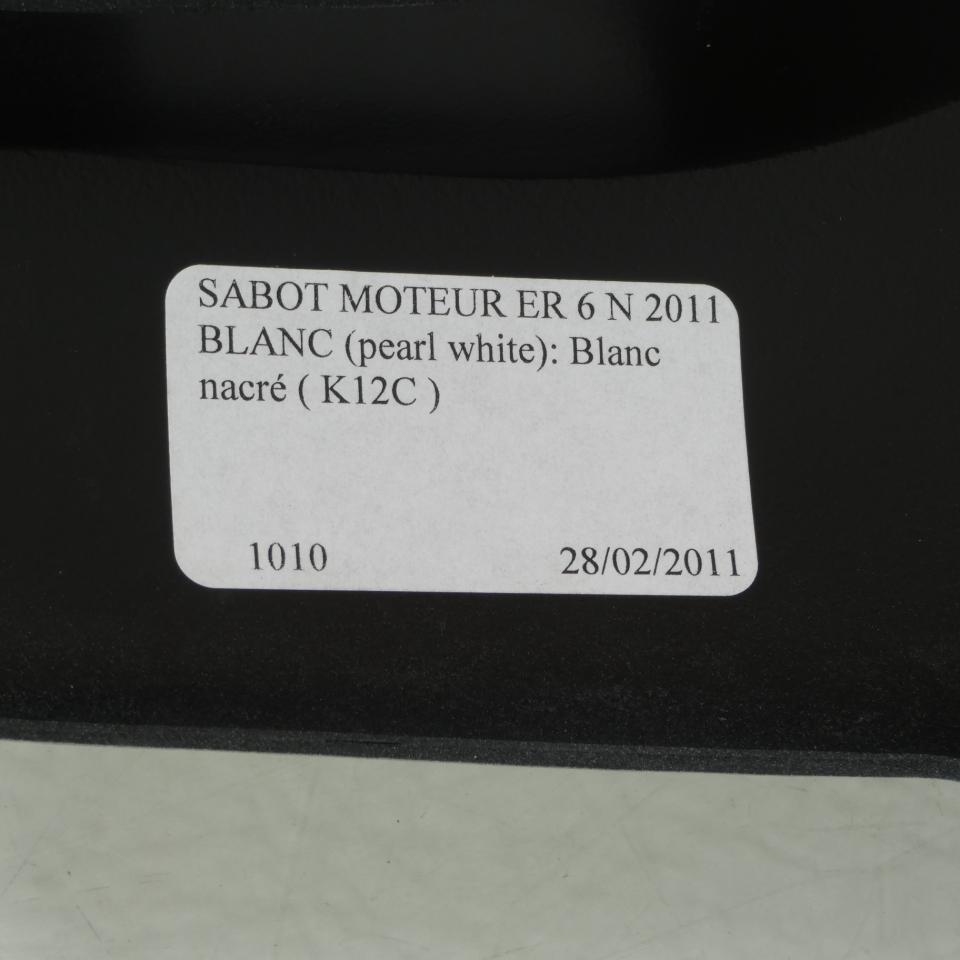 SABOT MOTEUR ER 6 N 2011
BLANC (pearl white): Blanc
nacré ( K12C )
1010 28/02/2011